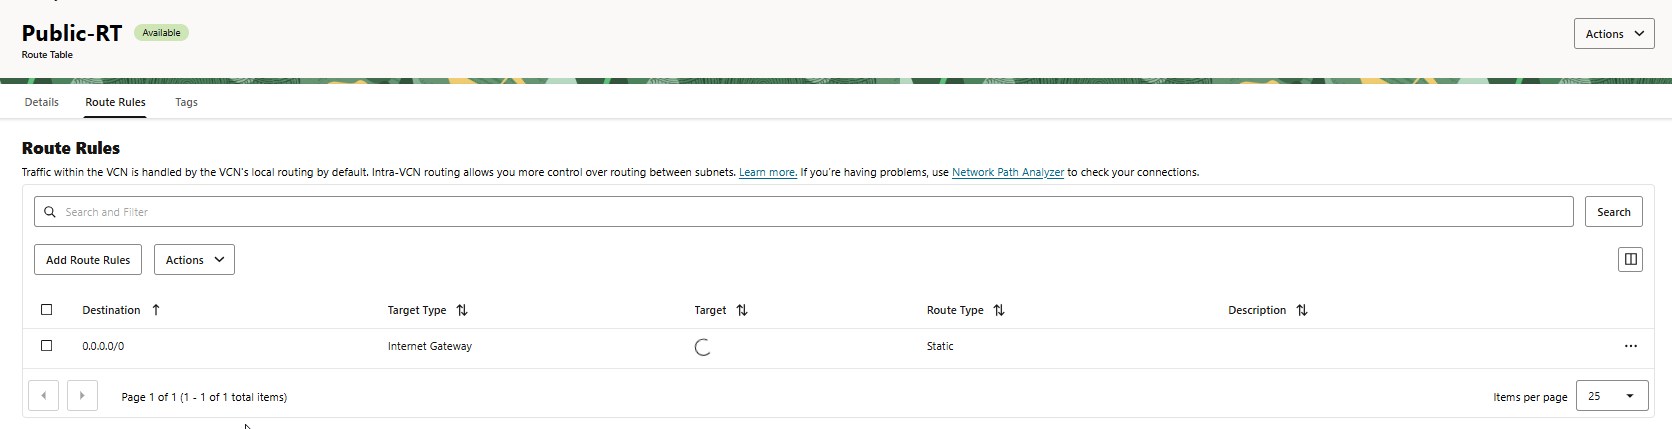 Public-RT Available
Route Table
Actions
Details Route Rules Tags
Route Rules
Traffic within the VCN is handled by the VCN's local routing by default. Intra-VCN routing allows you more control over routing between subnets. Learn more. If you're having problems, use Network Path Analyzer to check your connections.
Search and Filter Search
Add Route Rules Actions
Destination Target Type Target Route Type Description
0.0.0.0/0 Internet Gateway Static
Page 1 of 1 (1 - 1 of 1 total items) Items per page 25